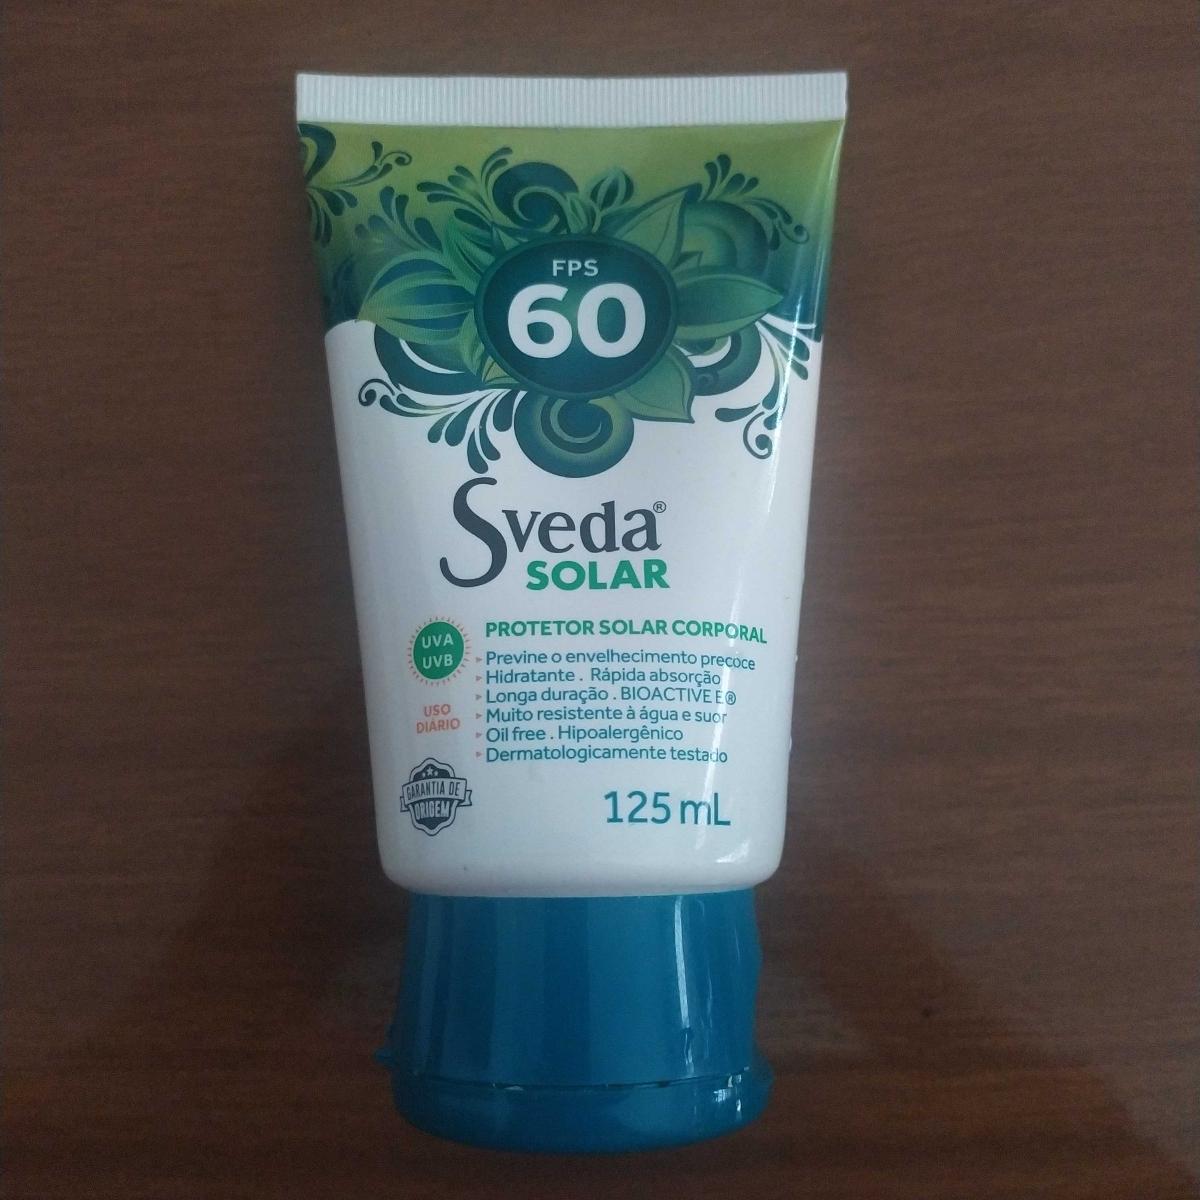 FPS
60
Sveda®
SOLAR
UVA
UVB
USO
DIÁRIO
GARANTIA DE
ORIGEM
PROTETOR SOLAR CORPORAL
Previne o envelhecimento precoce
Hidratante . Rápida absorção
Longa duração . BIOACTIVE E®
Muito resistente à água e suor
Oil free . Hipoalergênico
Dermatologicamente testado
125 mL